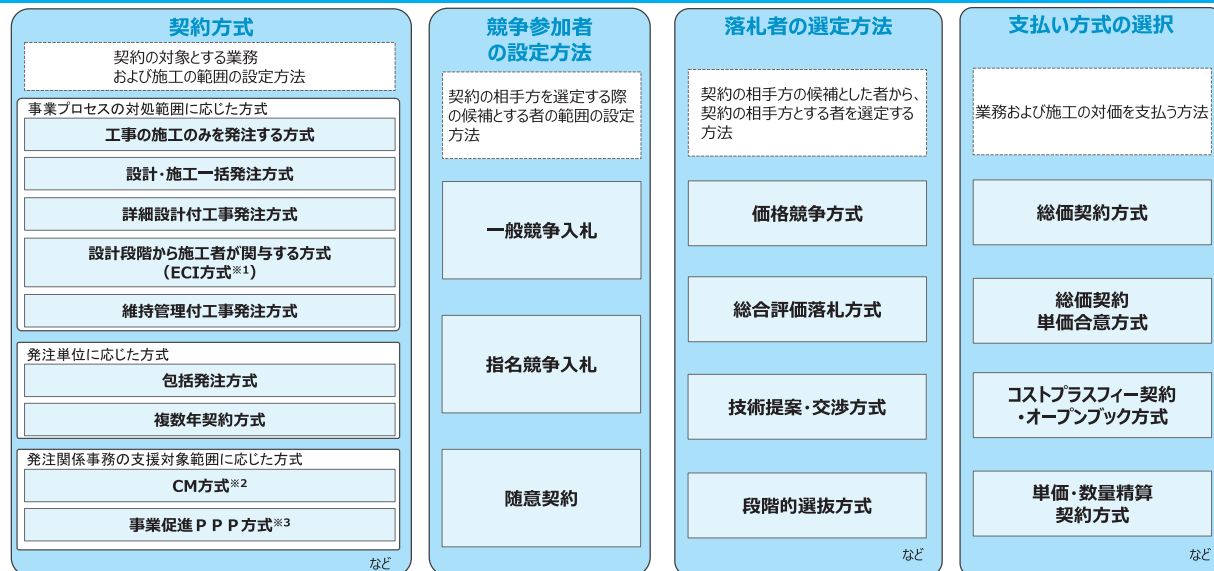 契約方式
契約の対象とする業務
および施工の範囲の設定方法
事業プロセスの対処範囲に応じた方式
工事の施工のみを発注する方式
設計・施工一括発注方式
詳細設計付工事発注方式
設計段階から施工者が関与する方式
（ECI方式※1）
維持管理付工事発注方式
発注単位に応じた方式
包括発注方式
複数年契約方式
発注関係事務の支援対象範囲に応じた方式
CM方式※2
事業促進ＰＰＰ方式※3
など
競争参加者
の設定方法
契約の相手方を選定する際
の候補とする者の範囲の設定
方法
一般競争入札
指名競争入札
随意契約
落札者の選定方法
契約の相手方の候補とした者から、
契約の相手方とする者を選定する
方法
価格競争方式
総合評価落札方式
技術提案・交渉方式
段階的選抜方式
など
支払い方式の選択
業務および施工の対価を支払う方法
総価契約方式
総価契約
単価合意方式
コストプラスフィー契約
・オープンブック方式
単価・数量精算
契約方式
など